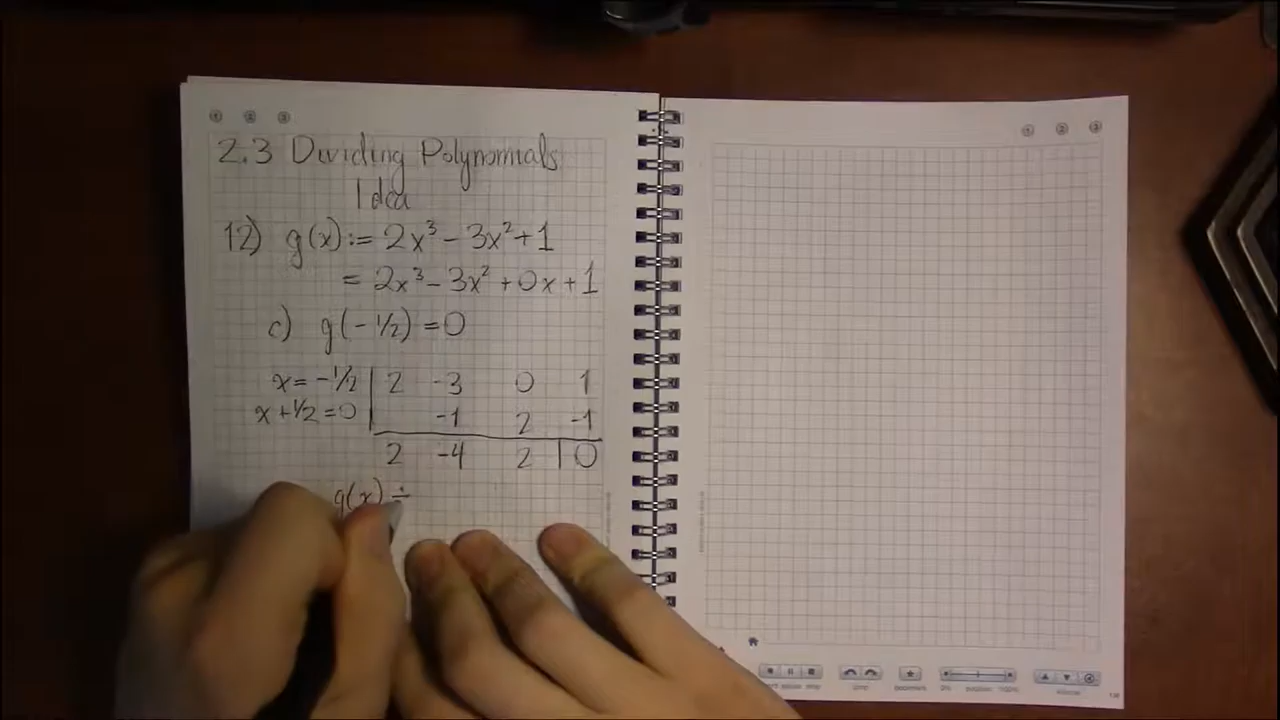 2.3 Dividing Polynomials
Idea
12) g(x):= 2x³ - 3x² + 1
= 2x³ - 3x² + 0x + 1
c) g(-1/2) = 0
x = -1/2 | 2 -3 0 1
x + 1/2 = 0 | -1 2 -1
2 -4 2 | 0
g(x) ÷